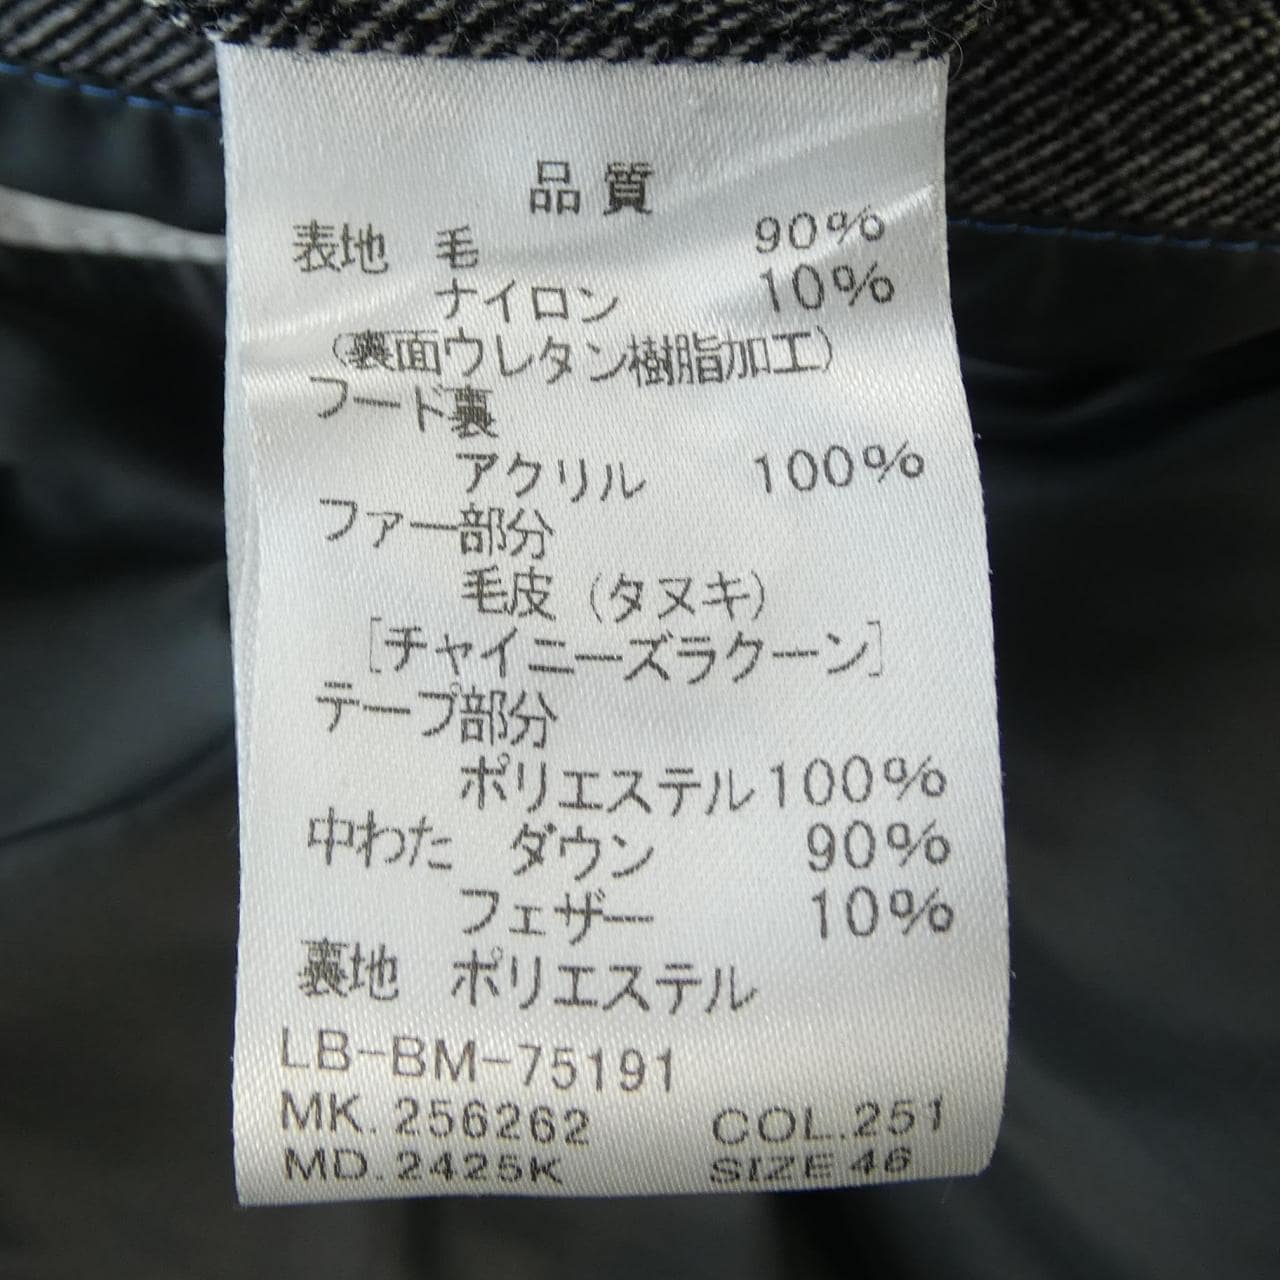 品質
表地 毛 90%
ナイロン 10%
(裏面ウレタン樹脂加工)
フード裏
アクリル 100%
ファー部分
毛皮 (タヌキ)
[チャイニーズラクーン]
テープ部分
ポリエステル100%
中わた ダウン 90%
フェザー 10%
裏地 ポリエステル
LB-BM-75191
MK.256262 COL.251
MD.2425K SIZE 46